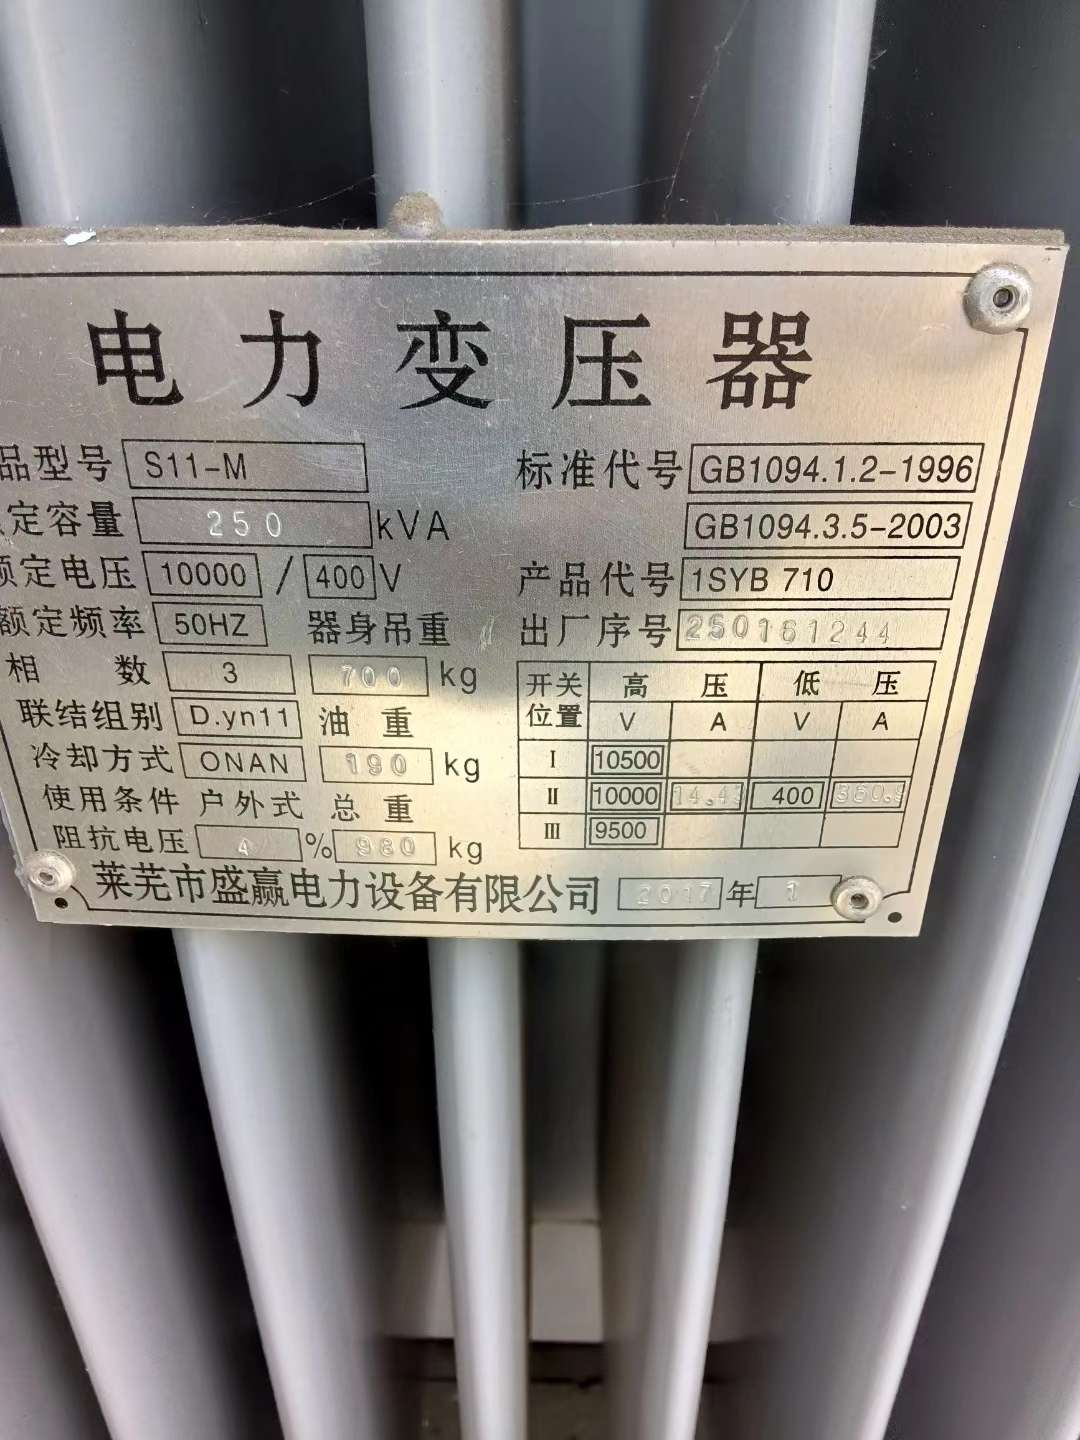 电力变压器
品型号 S11-M 标准代号 GB1094.1.2-1996
定容量 250 kVA GB1094.3.5-2003
额定电压 10000 / 400 V 产品代号 1SYB 710
额定频率 50HZ 器身吊重 出厂序号 250161244
相数 3 700 kg 开关位置 高压 低压
联结组别 D.yn11 油重 V A V A
冷却方式 ONAN 190 kg Ⅰ 10500
使用条件 户外式 总重 Ⅱ 10000 14.43 400 360.9
阻抗电压 4 % 980 kg Ⅲ 9500
莱芜市盛赢电力设备有限公司 2017 年 1